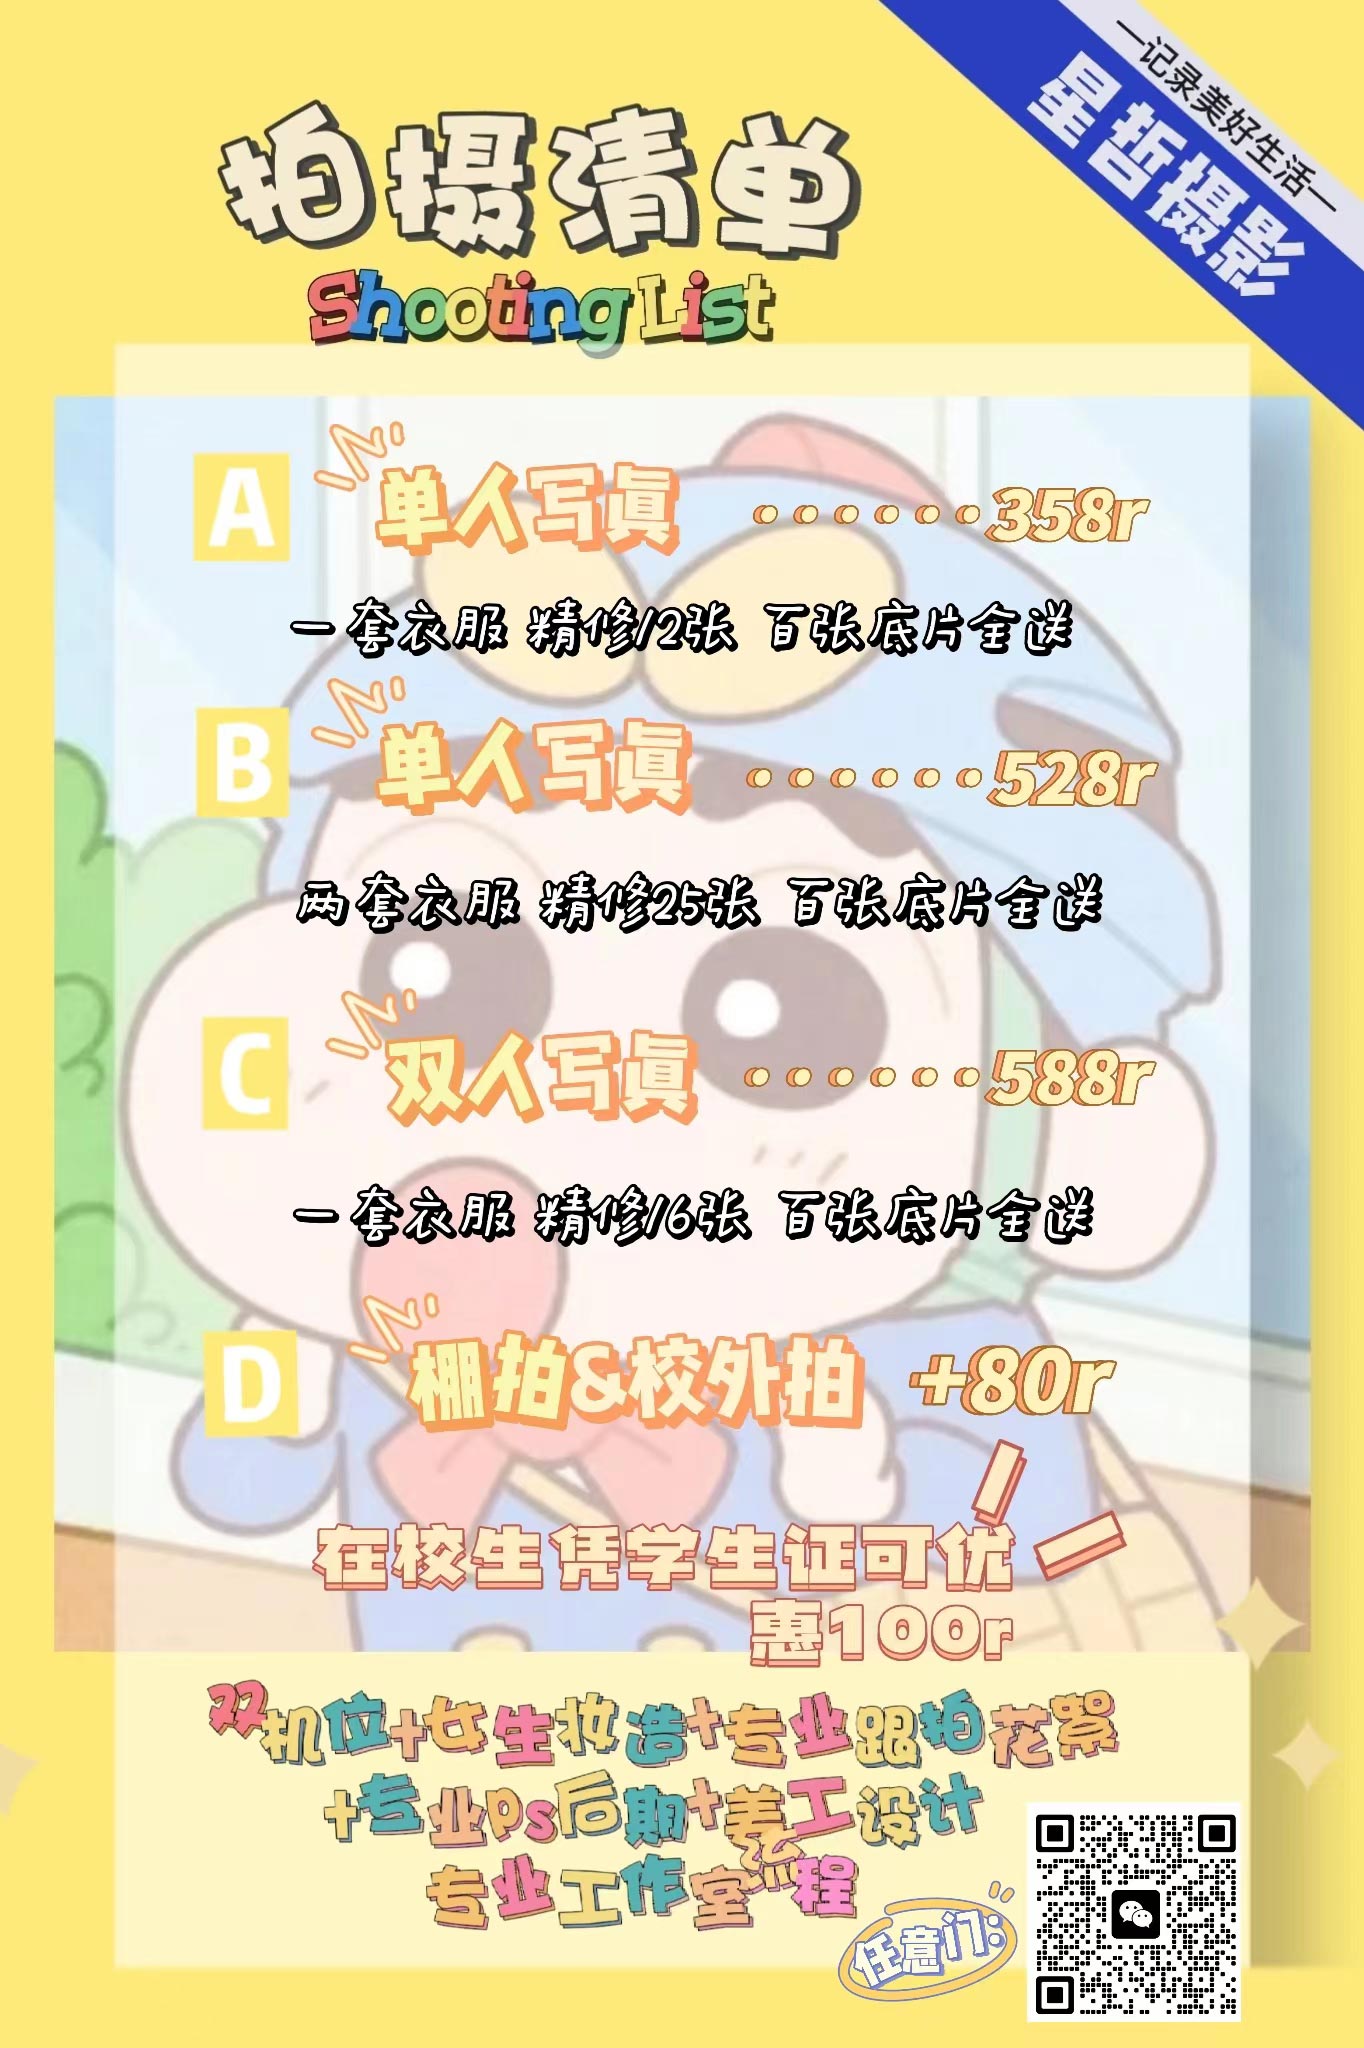 —记录美好生活—
星哲摄影
拍摄清单
Shooting List
A 单人写真 ······358r
一套衣服 精修12张 百张底片全送
B 单人写真 ······528r
两套衣服 精修25张 百张底片全送
C 双人写真 ······588r
一套衣服 精修16张 百张底片全送
D 棚拍&校外拍 +80r
在校生凭学生证可优
惠100r
双机位+女生妆造+专业跟拍花絮
+专业ps后期+美工设计
专业工作室流程
任意门: